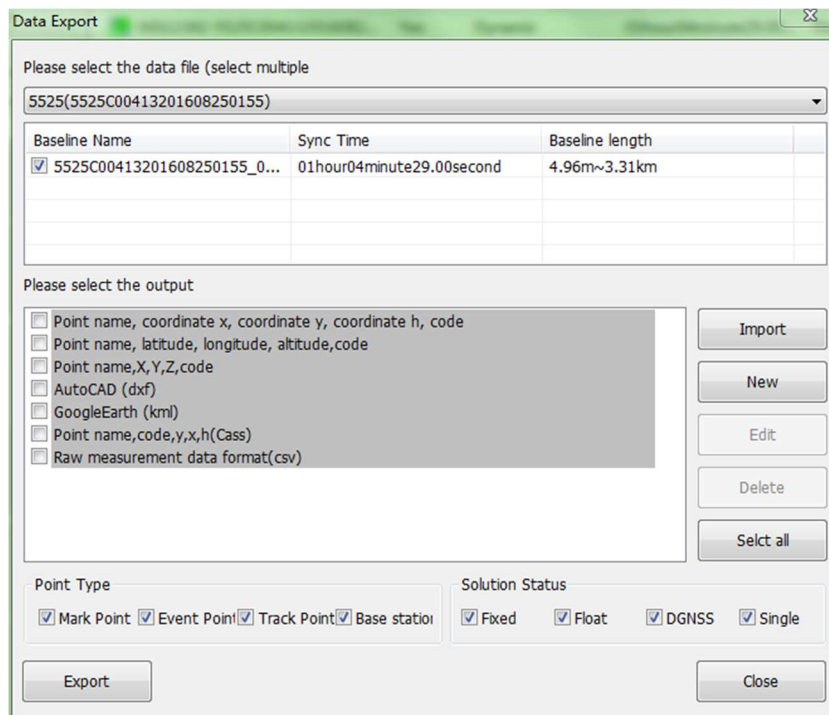 Data Export
Please select the data file (select multiple
5525(5525C00413201608250155)
Baseline Name Sync Time Baseline length
5525C00413201608250155_0... 01hour04minute29.00second 4.96m~3.31km
Please select the output
Point name, coordinate x, coordinate y, coordinate h, code
Point name, latitude, longitude, altitude,code
Point name,X,Y,Z,code
AutoCAD (dxf)
GoogleEarth (kml)
Point name,code,y,x,h(Cass)
Raw measurement data format(csv)
Import
New
Edit
Delete
Selct all
Point Type
Mark Point Event Point Track Point Base station
Solution Status
Fixed Float DGNSS Single
Export
Close